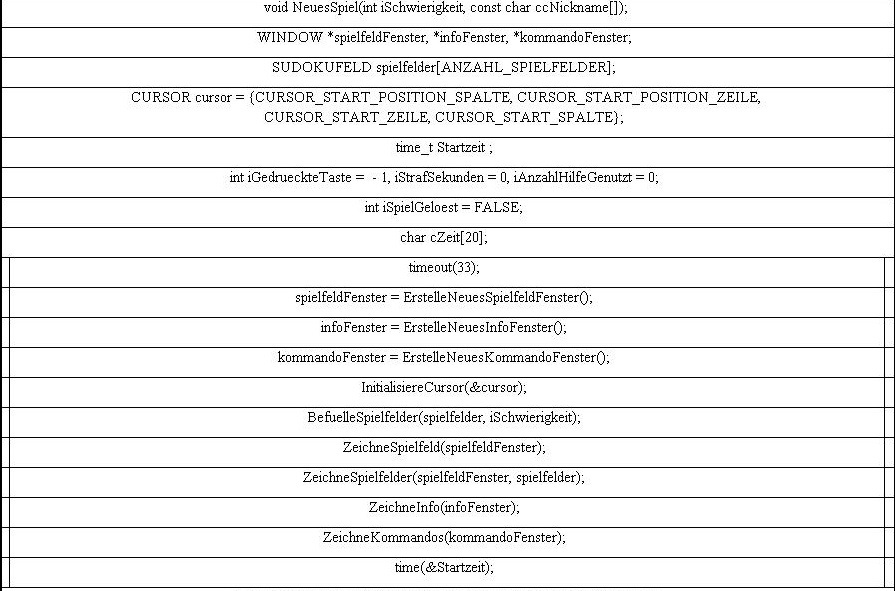 void NeuesSpiel(int iSchwierigkeit, const char ccNickname[]);
WINDOW *spielfeldFenster, *infoFenster, *kommandoFenster;
SUDOKUFELD spielfelder[ANZAHL_SPIELFELDER];
CURSOR cursor = {CURSOR_START_POSITION_SPALTE, CURSOR_START_POSITION_ZEILE,
CURSOR_START_ZEILE, CURSOR_START_SPALTE};
time_t Startzeit ;
int iGedrueckteTaste = - 1, iStrafSekunden = 0, iAnzahlHilfeGenutzt = 0;
int iSpielGeloest = FALSE;
char cZeit[20];
timeout(33);
spielfeldFenster = ErstelleNeuesSpielfeldFenster();
infoFenster = ErstelleNeuesInfoFenster();
kommandoFenster = ErstelleNeuesKommandoFenster();
InitialisiereCursor(&cursor);
BefuelleSpielfelder(spielfelder, iSchwierigkeit);
ZeichneSpielfeld(spielfeldFenster);
ZeichneSpielfelder(spielfeldFenster, spielfelder);
ZeichneInfo(infoFenster);
ZeichneKommandos(kommandoFenster);
time(&Startzeit);